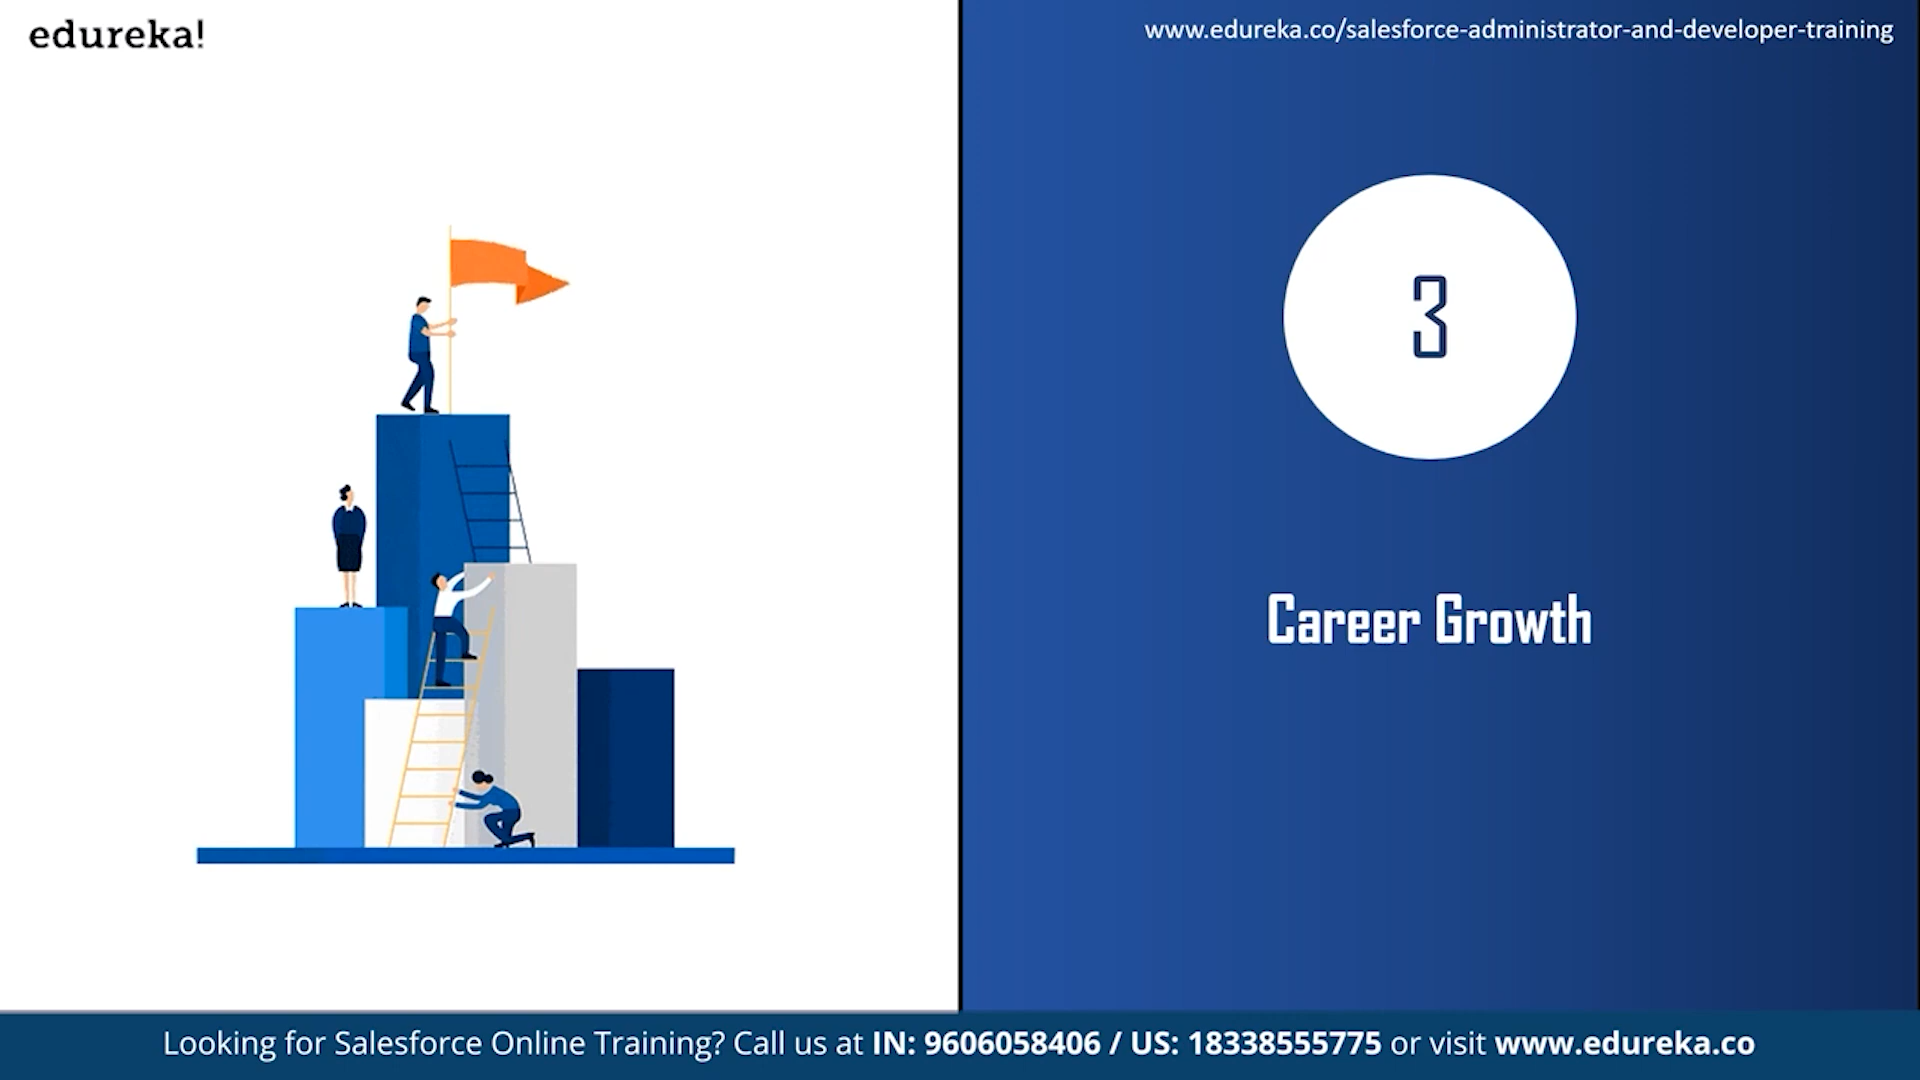 edureka!
www.edureka.co/salesforce-administrator-and-developer-training
3
Career Growth
Looking for Salesforce Online Training? Call us at IN: 9606058406 / US: 18338555775 or visit www.edureka.co